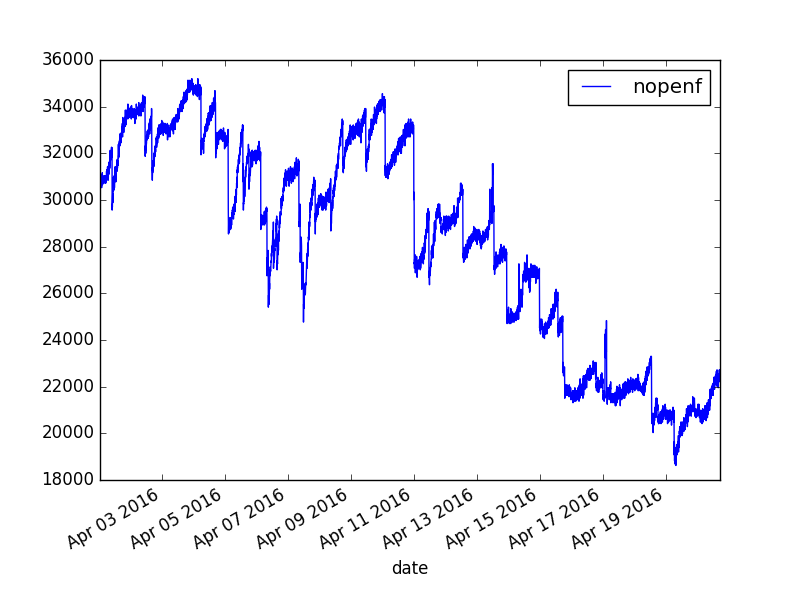 36000
34000
32000
30000
28000
26000
24000
22000
20000
18000
nopenf
Apr 03 2016
Apr 05 2016
Apr 07 2016
Apr 09 2016
Apr 11 2016
Apr 13 2016
Apr 15 2016
Apr 17 2016
Apr 19 2016
date